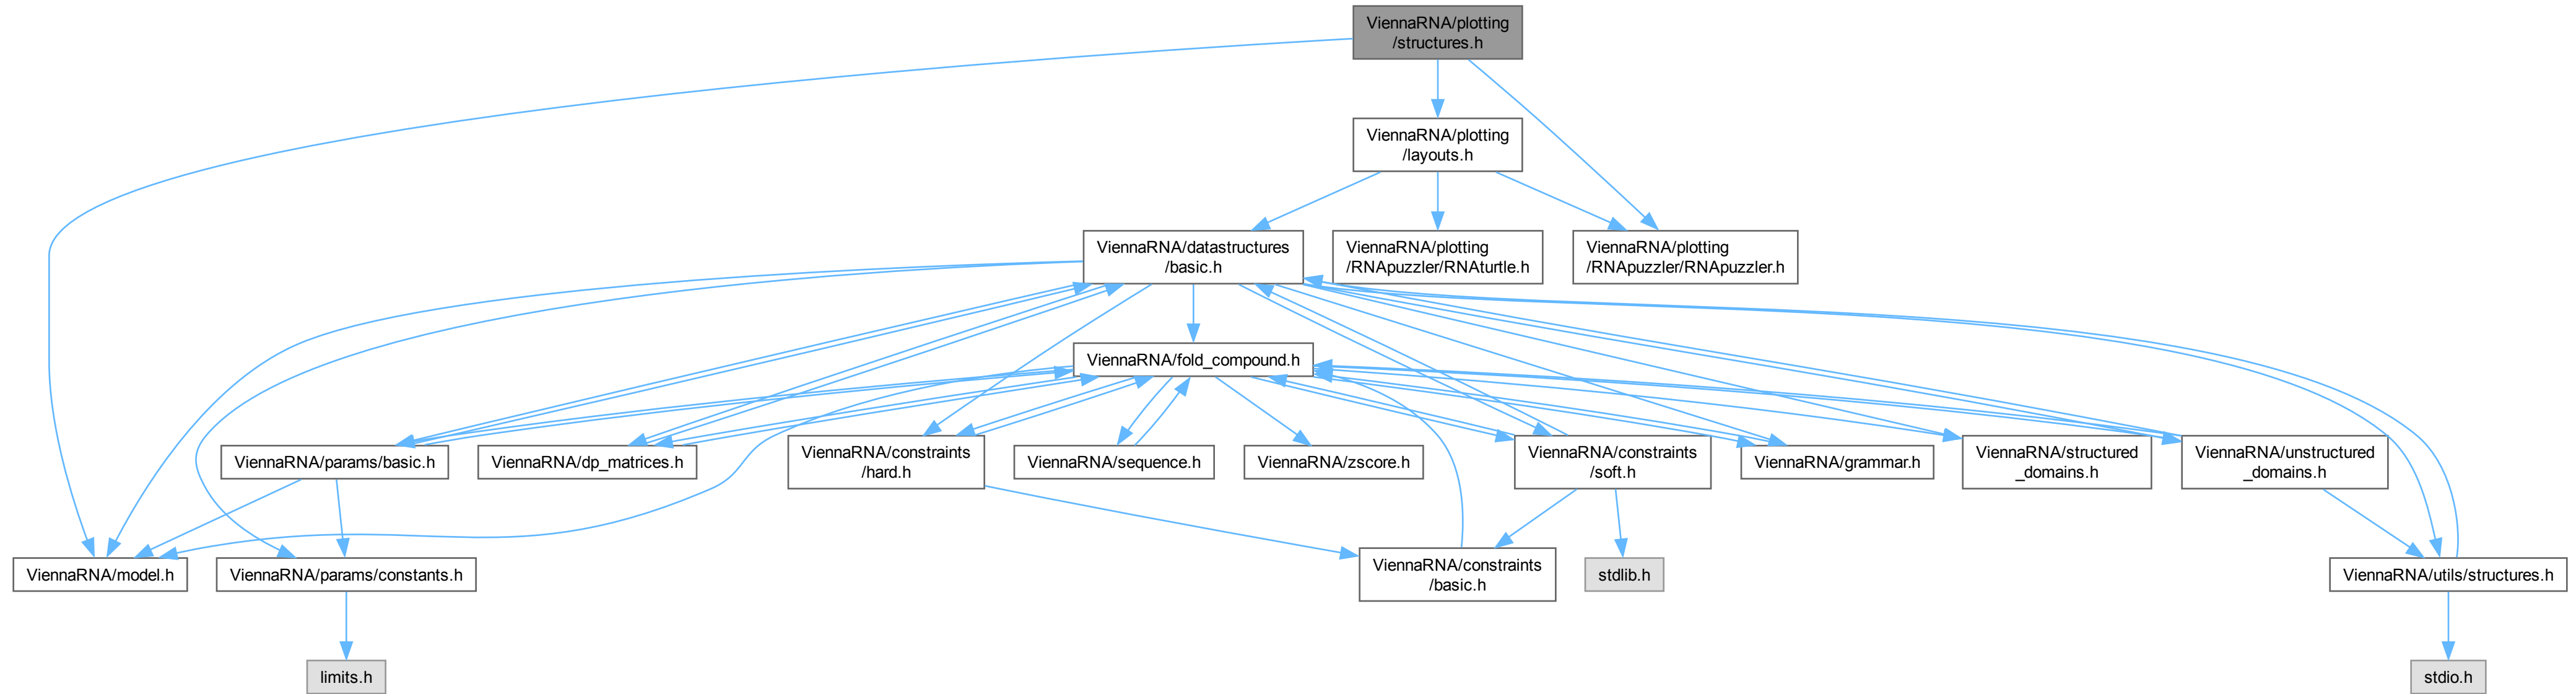 ViennaRNA/plotting
/structures.h
ViennaRNA/plotting
/layouts.h
ViennaRNA/datastructures
/basic.h
ViennaRNA/plotting
/RNApuzzler/RNAturtle.h
ViennaRNA/plotting
/RNApuzzler/RNApuzzler.h
ViennaRNA/fold_compound.h
ViennaRNA/params/basic.h
ViennaRNA/dp_matrices.h
ViennaRNA/constraints
/hard.h
ViennaRNA/sequence.h
ViennaRNA/zscore.h
ViennaRNA/constraints
/soft.h
ViennaRNA/grammar.h
ViennaRNA/structured
_domains.h
ViennaRNA/unstructured
_domains.h
ViennaRNA/model.h
ViennaRNA/params/constants.h
ViennaRNA/constraints
/basic.h
stdlib.h
ViennaRNA/utils/structures.h
limits.h
stdio.h